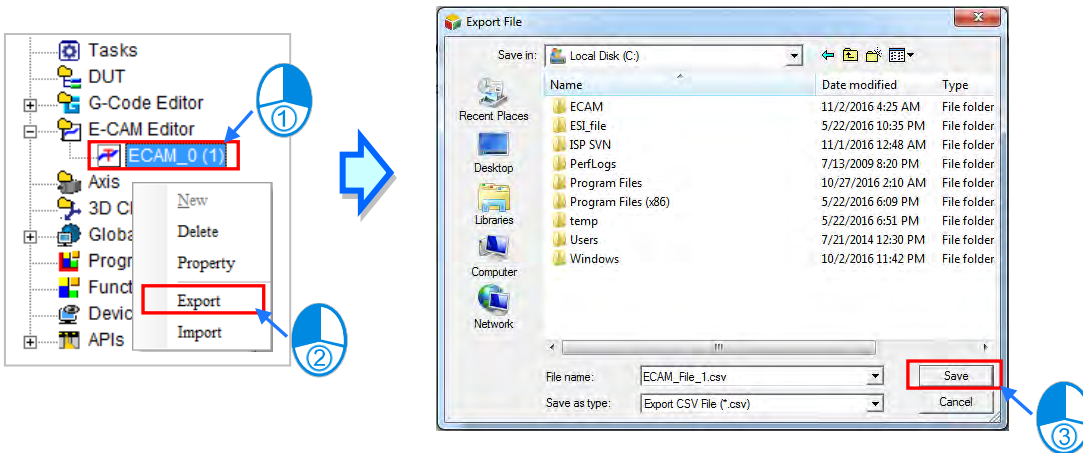 Tasks
DUT
G-Code Editor
E-CAM Editor
ECAM_0 (1)
Axis
3D C
Globa
Progr
Funct
Devic
APIs
New
Delete
Property
Export
Import
1
2
Export File
Save in:
Local Disk (C:)
Recent Places
Desktop
Libraries
Computer
Network
Name Date modified Type
ECAM 11/2/2016 4:25 AM File folder
ESI_file 5/22/2016 10:35 PM File folder
ISP SVN 11/1/2016 12:48 AM File folder
PerfLogs 7/13/2009 8:20 PM File folder
Program Files 10/27/2016 2:10 AM File folder
Program Files (x86) 5/22/2016 6:09 PM File folder
temp 5/22/2016 6:51 PM File folder
Users 7/21/2014 12:30 PM File folder
Windows 10/2/2016 11:42 PM File folder
File name: ECAM_File_1.csv Save
Save as type: Export CSV File (*.csv) Cancel
3